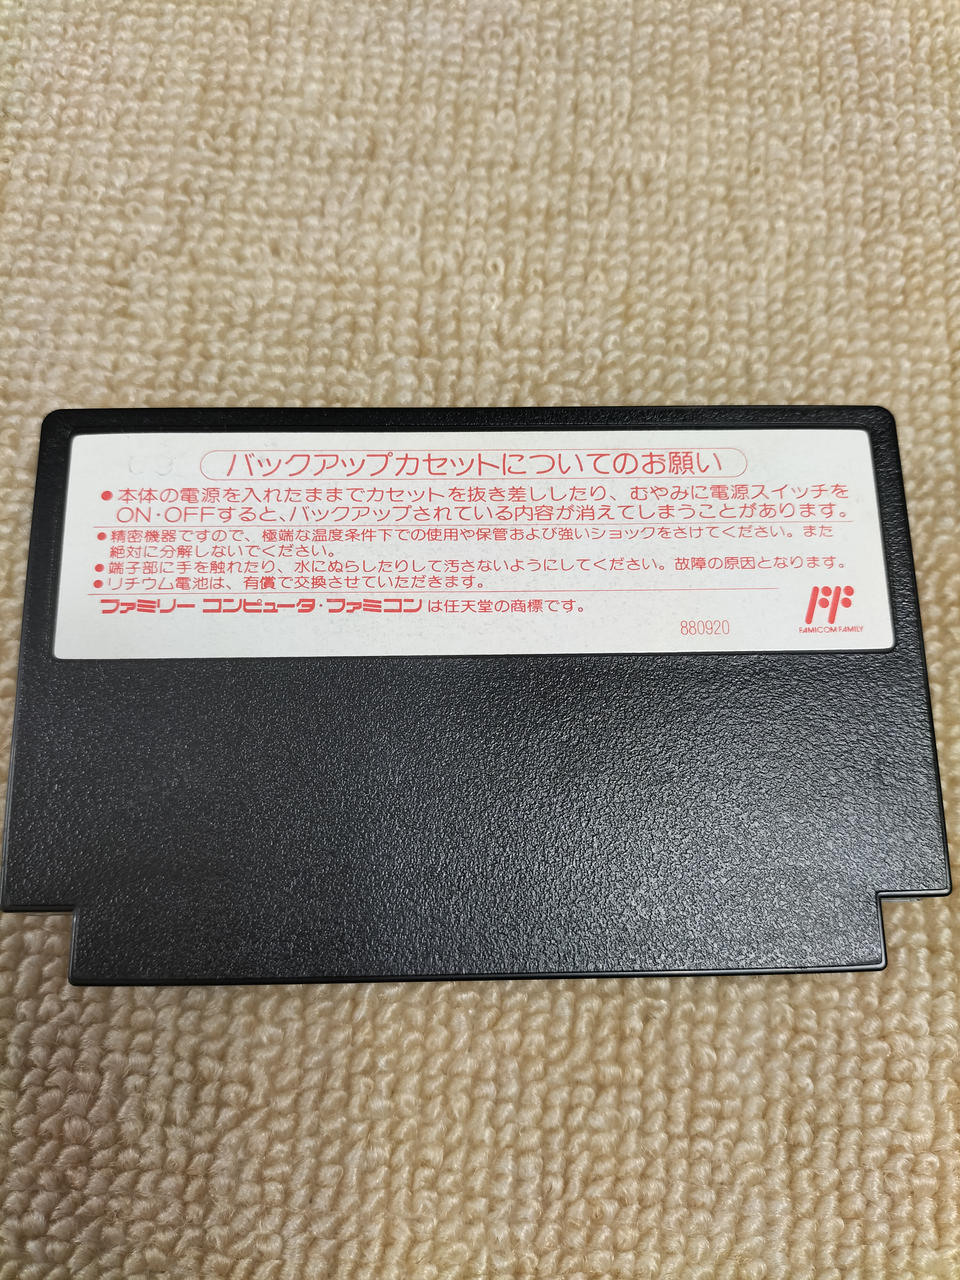 バックアップカセットについてのお願い
●本体の電源を入れたままでカセットを抜き差ししたり、むやみに電源スイッチを
ON・OFFすると、バックアップされている内容が消えてしまうことがあります。
●精密機器ですので、極端な温度条件下での使用や保管および強いショックをさけてください。また
絶対に分解しないでください。
●端子部に手を触れたり、水にぬらしたりして汚さないようにしてください。故障の原因となります。
●リチウム電池は、有償で交換させていただきます。
ファミリー コンピュータ・ファミコンは任天堂の商標です。
FAMICOM FAMILY
880920